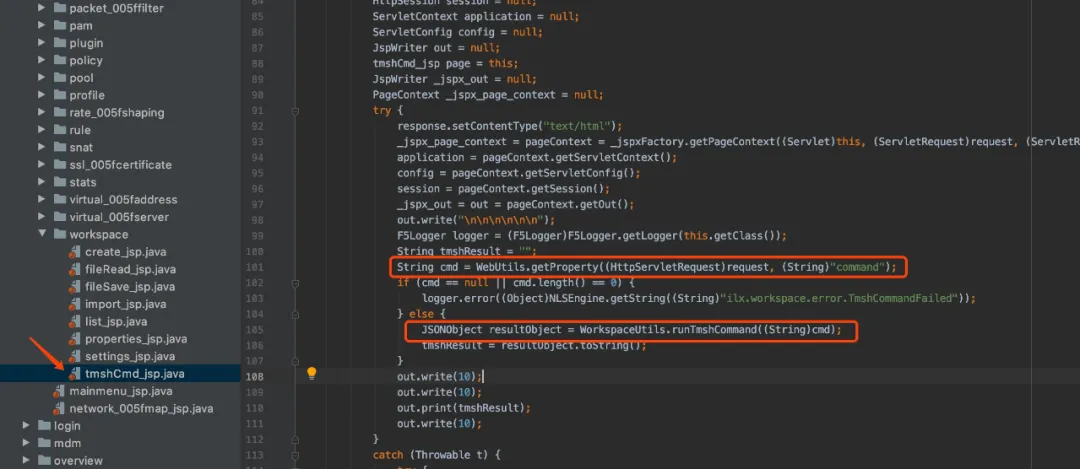 packet_005ffilter
pam
plugin
policy
pool
profile
rate_005fshaping
rule
snat
ssl_005fcertificate
stats
virtual_005faddress
virtual_005fserver
workspace
create_jsp.java
fileRead_jsp.java
fileSave_jsp.java
import_jsp.java
list_jsp.java
properties_jsp.java
settings_jsp.java
tmshCmd_jsp.java
mainmenu_jsp.java
network_005fmap_jsp.java
login
mdm
overview
84 HttpSession session = null;
85 ServletContext application = null;
86 ServletConfig config = null;
87 JspWriter out = null;
88 tmshCmd_jsp page = this;
89 JspWriter _jspx_out = null;
90 PageContext _jspx_page_context = null;
91 try {
92 response.setContentType("text/html");
93 _jspx_page_context = pageContext = _jspxFactory.getPageContext((Servlet)this, (ServletRequest)request, (ServletR
94 application = pageContext.getServletContext();
95 config = pageContext.getServletConfig();
96 session = pageContext.getSession();
97 _jspx_out = out = pageContext.getOut();
98 out.write("\n\n\n\n\n\n");
99 F5Logger logger = (F5Logger)F5Logger.getLogger(this.getClass());
100 String tmshResult = "";
101 String cmd = WebUtils.getProperty((HttpServletRequest)request, (String)"command");
102 if (cmd == null || cmd.length() == 0) {
103 logger.error((Object)NLSEngine.getString((String)"ilx.workspace.error.TmshCommandFailed"));
104 } else {
105 JSONObject resultObject = WorkspaceUtils.runTmshCommand((String)cmd);
106 tmshResult = resultObject.toString();
107 }
108 out.write(10);
109 out.write(10);
110 out.print(tmshResult);
111 out.write(10);
112 }
113 catch (Throwable t) {